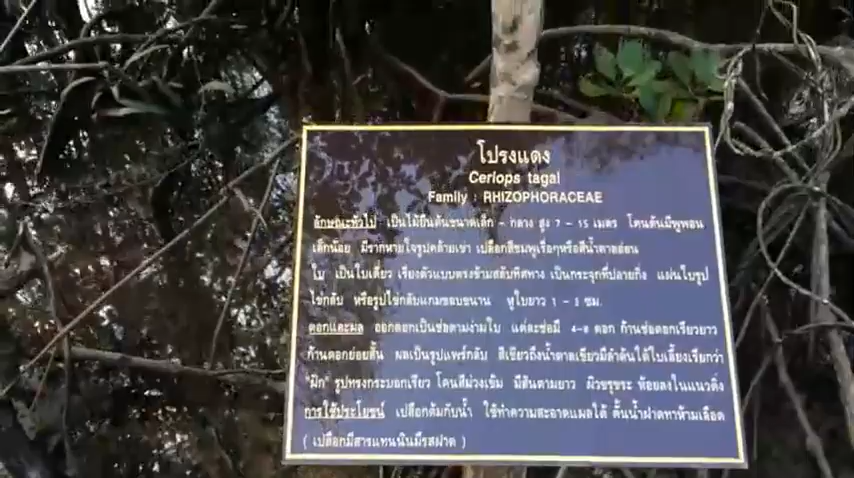 โปรงแดง
Ceriops tagal
Family : RHIZOPHORACEAE
ลักษณะทั่วไป เป็นไม้ยืนต้นขนาดเล็ก - กลาง สูง 7 - 15 เมตร โคนต้นมีพูพอน
เล็กน้อย มีรากหายใจรูปคล้ายเข่า เปลือกสีชมพูเรื่อๆหรือสีน้ำตาลอ่อน
ใบ เป็นใบเดี่ยว เรียงตัวแบบตรงข้ามสลับทิศทาง เป็นกระจุกที่ปลายกิ่ง แผ่นใบรูป
ไข่กลับ หรือรูปไข่กลับแกมขอบขนาน หูใบยาว 1 - 3 ซม.
ดอกและผล ออกดอกเป็นช่อตามง่ามใบ แต่ละช่อมี 4-8 ดอก ก้านช่อดอกเรียวยาว
ก้านดอกย่อยสั้น ผลเป็นรูปแพร์กลับ สีเขียวถึงน้ำตาลเขียวมีลำต้นใต้ใบเลี้ยงเรียกว่า
"ฝัก" รูปทรงกระบอกเรียว โคนสีม่วงเข้ม มีสันตามยาว ผิวขรุขระ ห้อยลงในแนวดิ่ง
การใช้ประโยชน์ เปลือกต้มกับน้ำ ใช้ทำความสะอาดแผลได้ ดื่มน้ำฝาดทาห้ามเลือด
( เปลือกมีสารแทนนินมีรสฝาด )